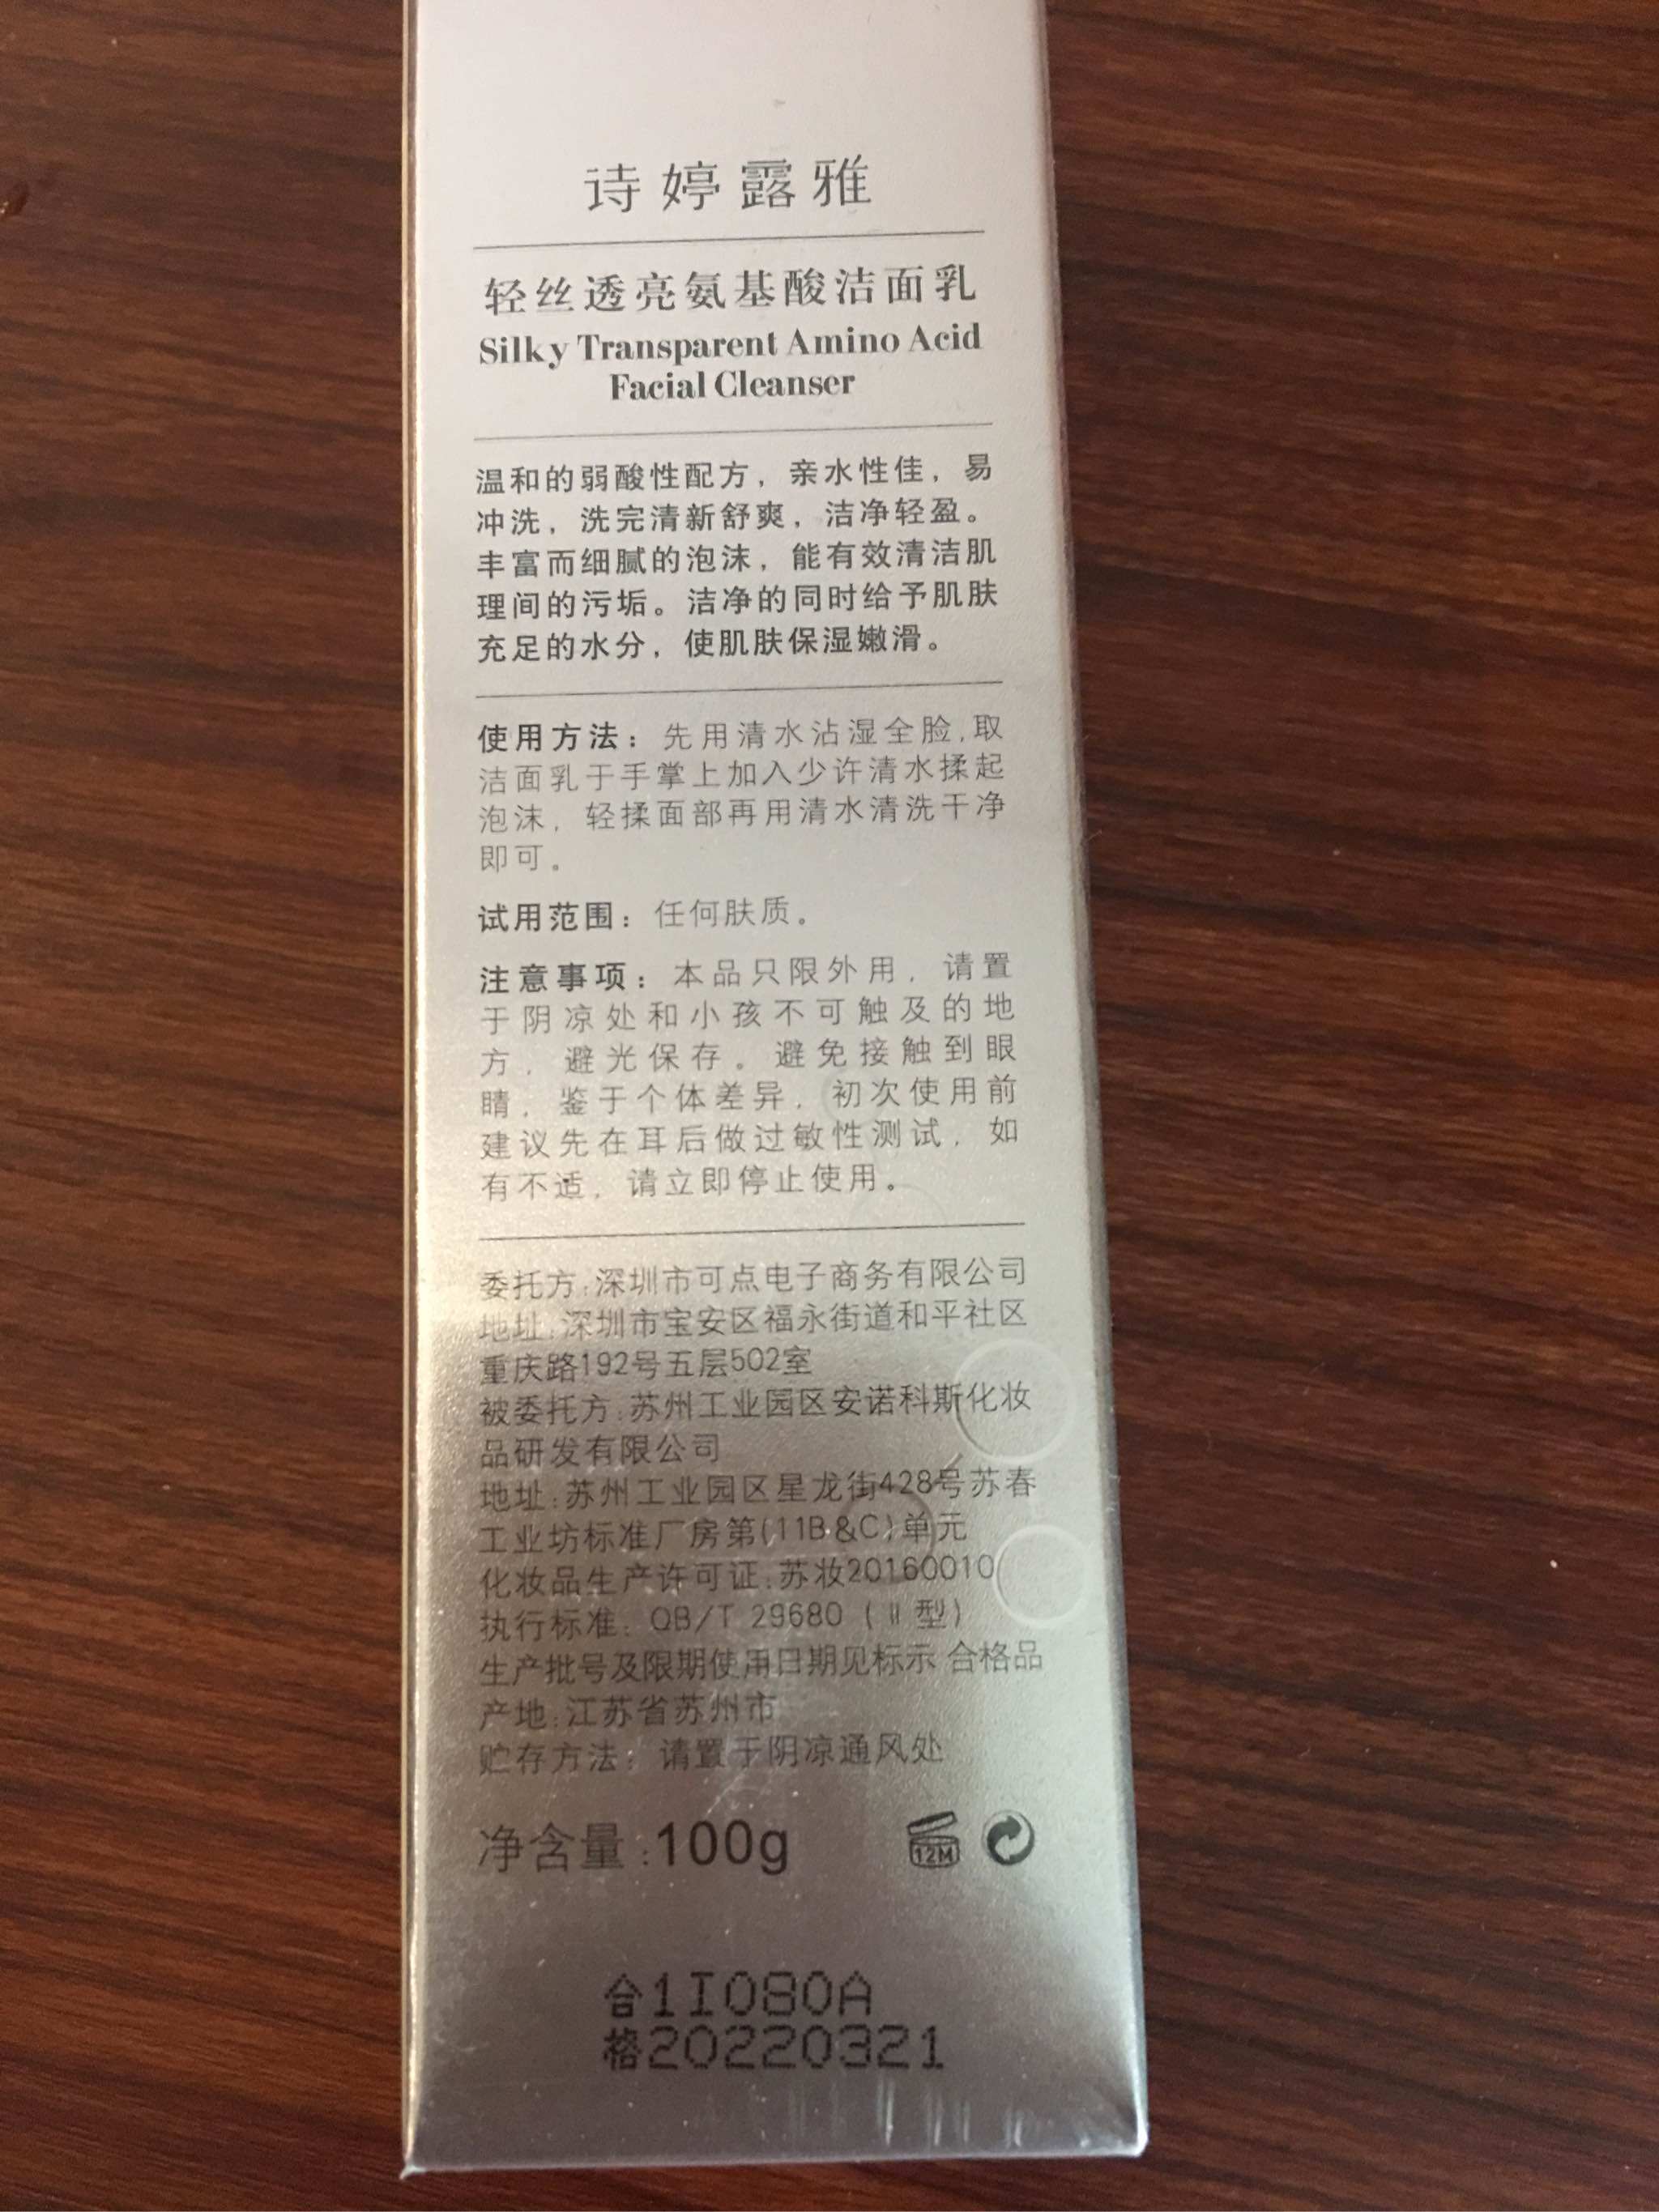 诗婷露雅
轻丝透亮氨基酸洁面乳
Silky Transparent Amino Acid
Facial Cleanser
温和的弱酸性配方，亲水性佳，易
冲洗，洗完清新舒爽，洁净轻盈。
丰富而细腻的泡沫，能有效清洁肌
理间的污垢。洁净的同时给予肌肤
充足的水分，使肌肤保湿嫩滑。
使用方法：先用清水沾湿全脸,取
洁面乳于手掌上加入少许清水揉起
泡沫，轻揉面部再用清水清洗干净
即可。
试用范围：任何肤质。
注意事项：本品只限外用，请置
于阴凉处和小孩不可触及的地
方，避光保存。避免接触到眼
睛，鉴于个体差异，初次使用前
建议先在耳后做过敏性测试，如
有不适，请立即停止使用。
委托方:深圳市可点电子商务有限公司
地址:深圳市宝安区福永街道和平社区
重庆路192号五层502室
被委托方:苏州工业园区安诺科斯化妆
品研发有限公司
地址:苏州工业园区星龙街428号苏春
工业坊标准厂房第(11B&C)单元
化妆品生产许可证:苏妆20160010
执行标准：QB/T 29680（Ⅱ型）
生产批号及限期使用日期见标示 合格品
产地:江苏省苏州市
贮存方法：请置于阴凉通风处
净含量:100g
12M
合1I080A
格20220321